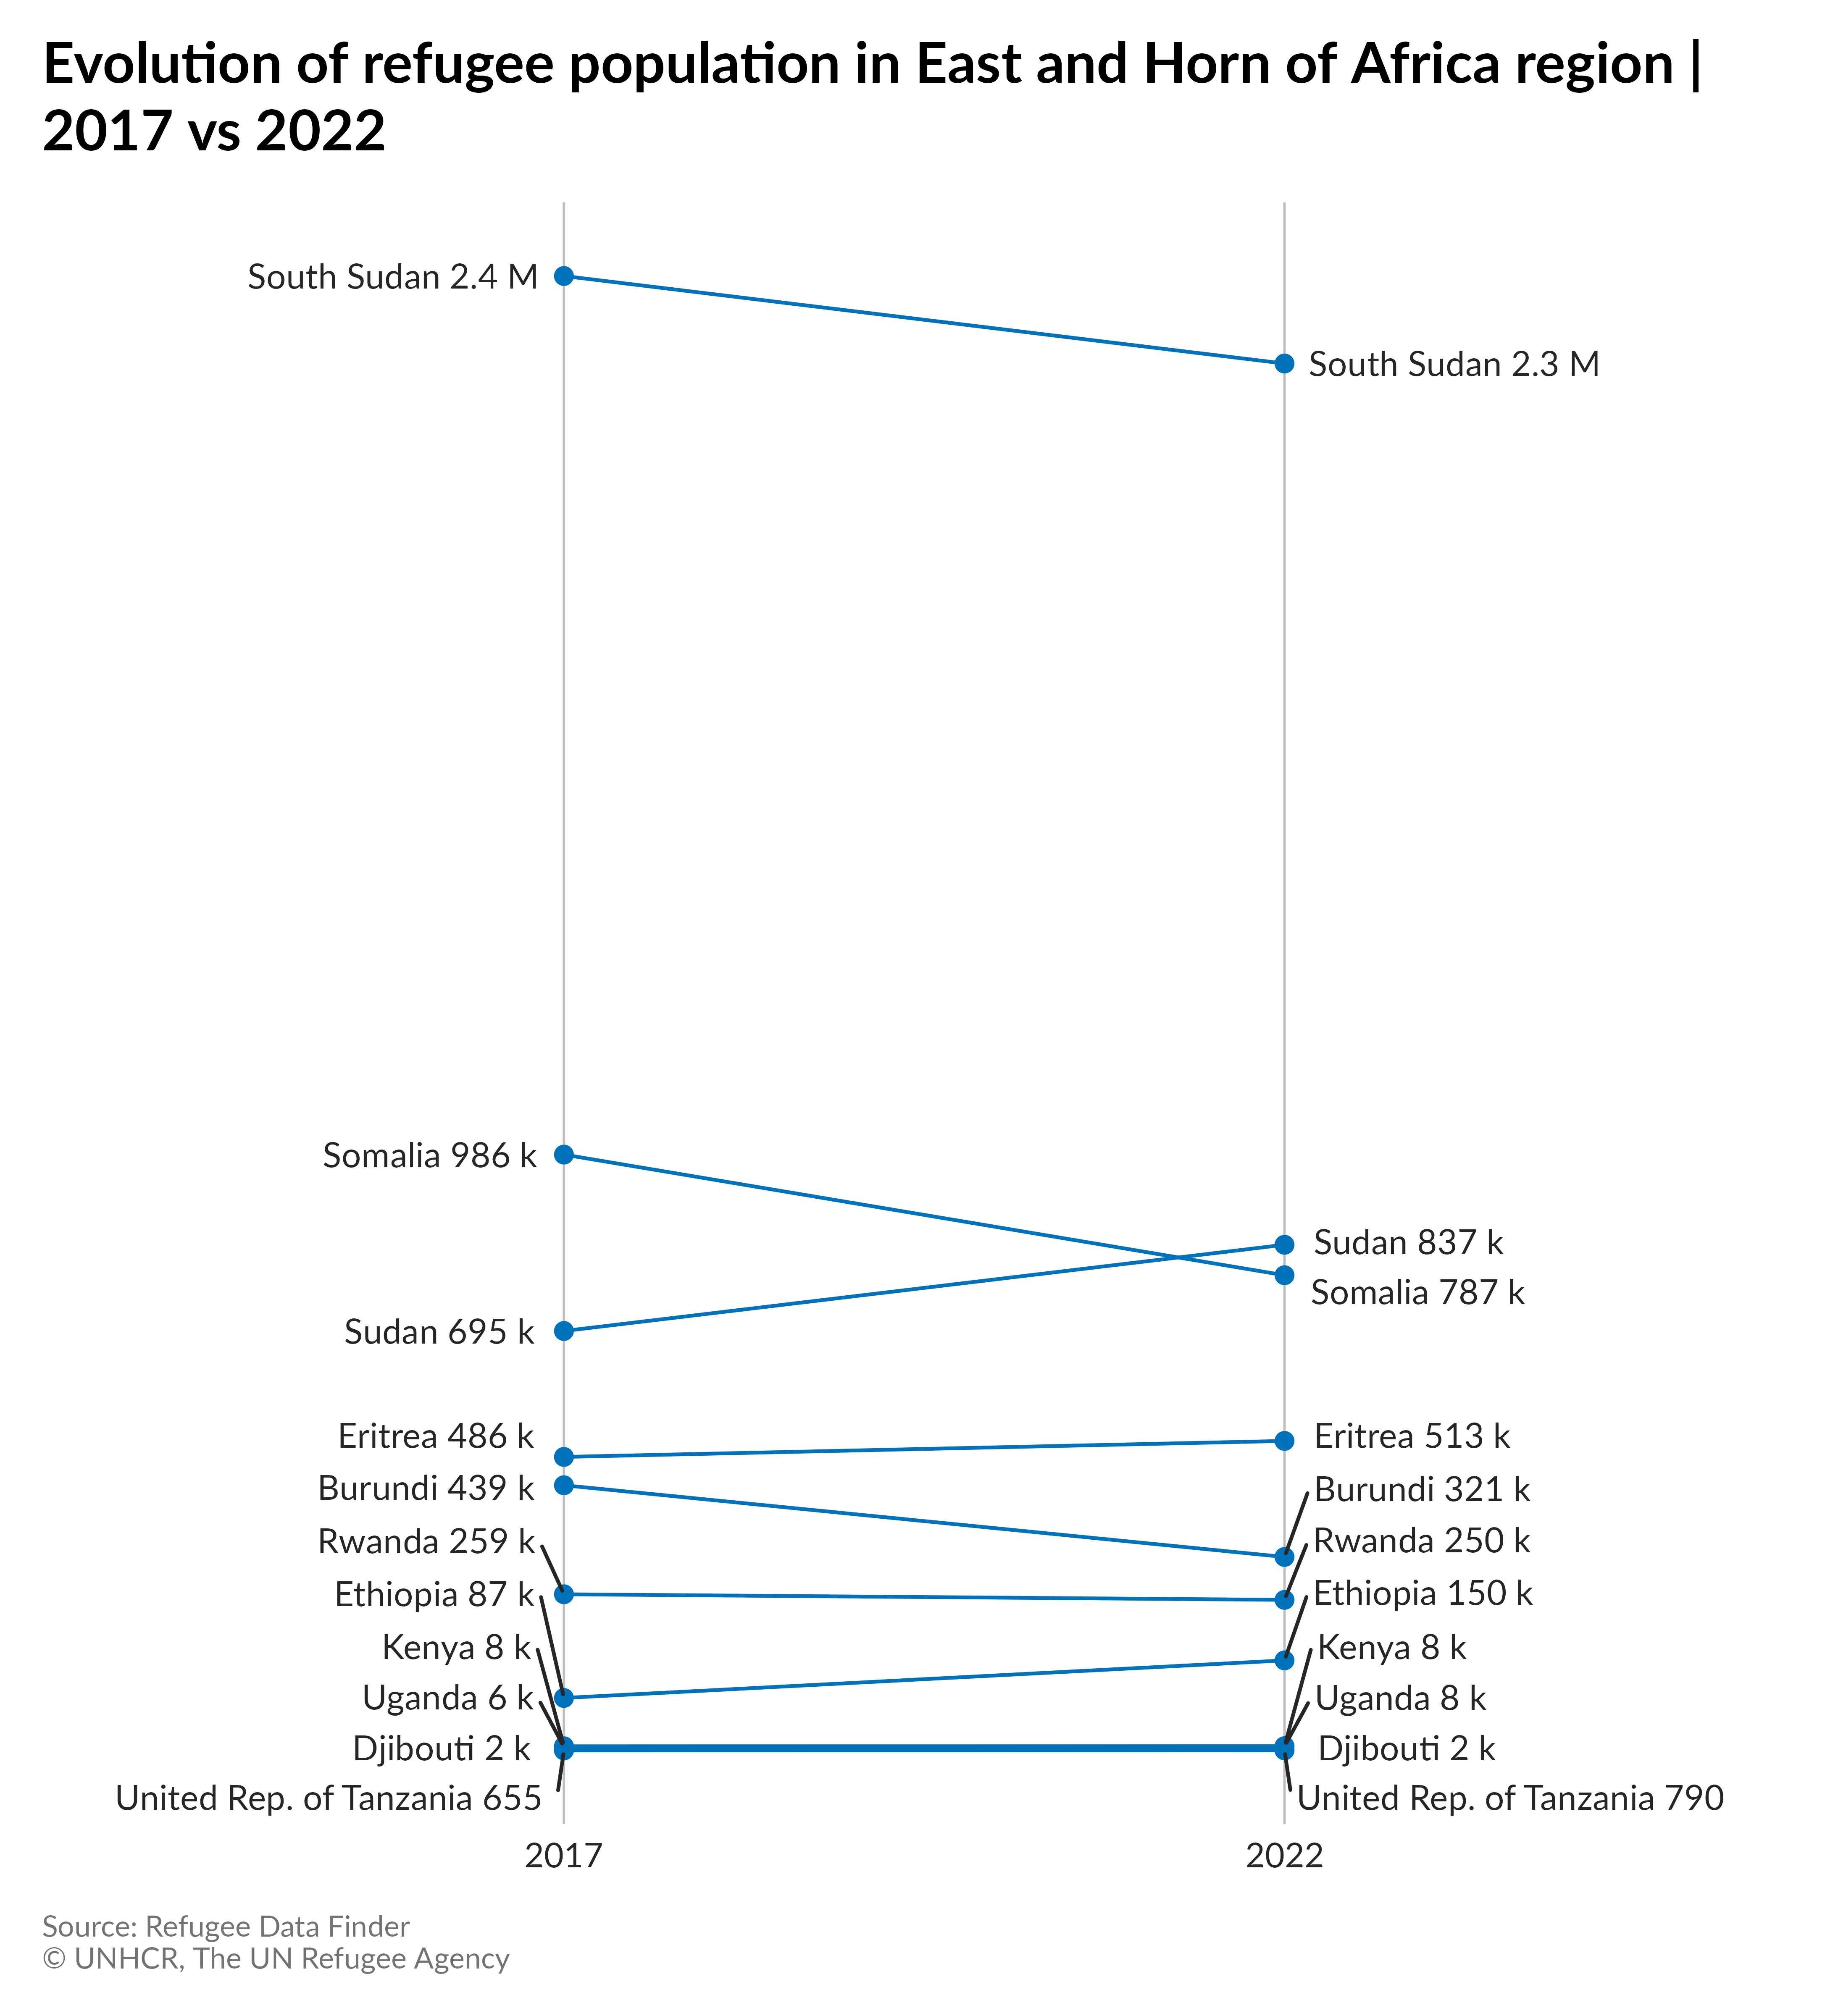 Evolution of refugee population in East and Horn of Africa region |
2017 vs 2022
South Sudan 2.4 M
South Sudan 2.3 M
Somalia 986 k
Sudan 837 k
Somalia 787 k
Sudan 695 k
Eritrea 486 k
Eritrea 513 k
Burundi 439 k
Burundi 321 k
Rwanda 259 k
Rwanda 250 k
Ethiopia 87 k
Ethiopia 150 k
Kenya 8 k
Kenya 8 k
Uganda 6 k
Uganda 8 k
Djibouti 2 k
Djibouti 2 k
United Rep. of Tanzania 655
United Rep. of Tanzania 790
2017
2022
Source: Refugee Data Finder
© UNHCR, The UN Refugee Agency